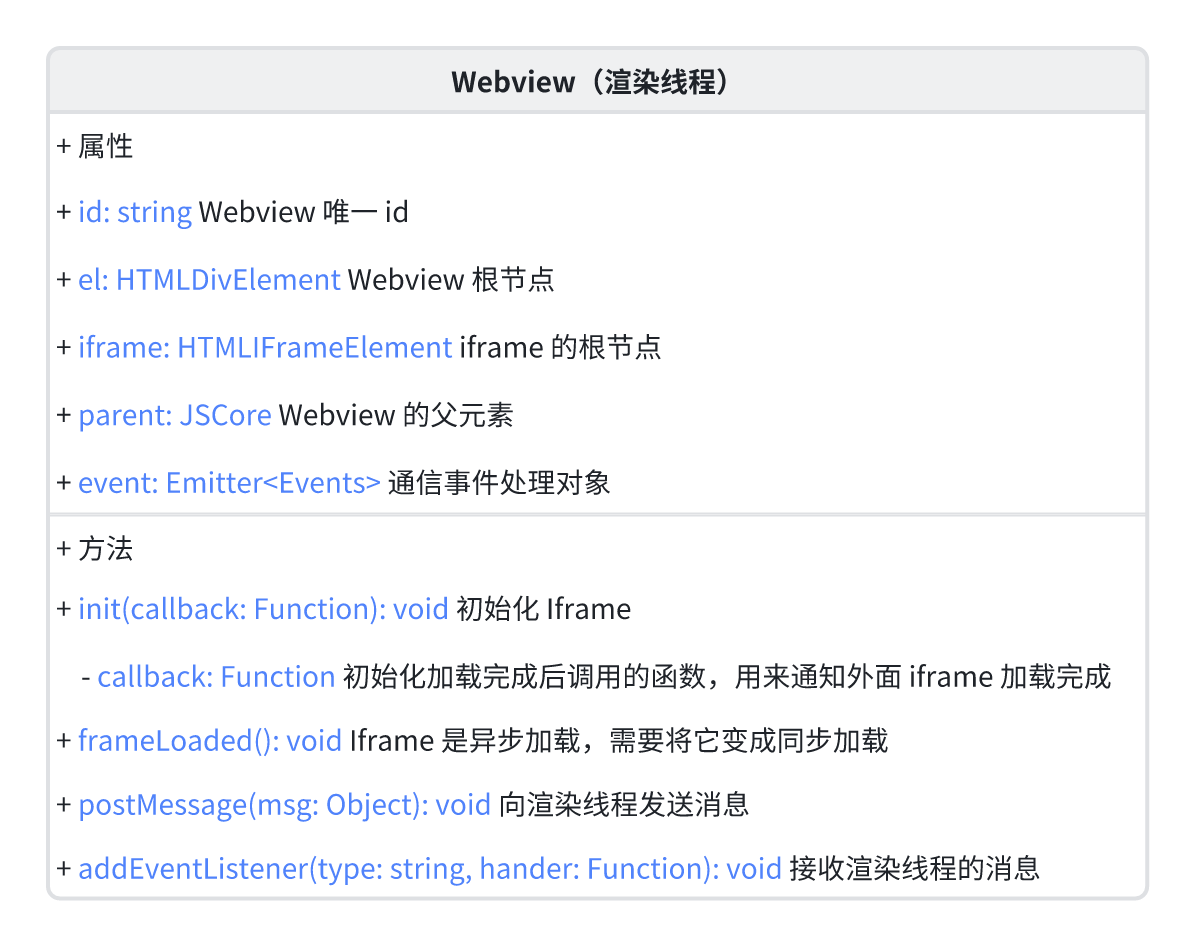 Webview（渲染线程）
+ 属性
+ id: string Webview 唯一 id
+ el: HTMLDivElement Webview 根节点
+ iframe: HTMLIFrameElement iframe 的根节点
+ parent: JSCore Webview 的父元素
+ event: Emitter<Events> 通信事件处理对象
+ 方法
+ init(callback: Function): void 初始化 Iframe
- callback: Function 初始化加载完成后调用的函数，用来通知外面 iframe 加载完成
+ frameLoaded(): void Iframe 是异步加载，需要将它变成同步加载
+ postMessage(msg: Object): void 向渲染线程发送消息
+ addEventListener(type: string, hander: Function): void 接收渲染线程的消息